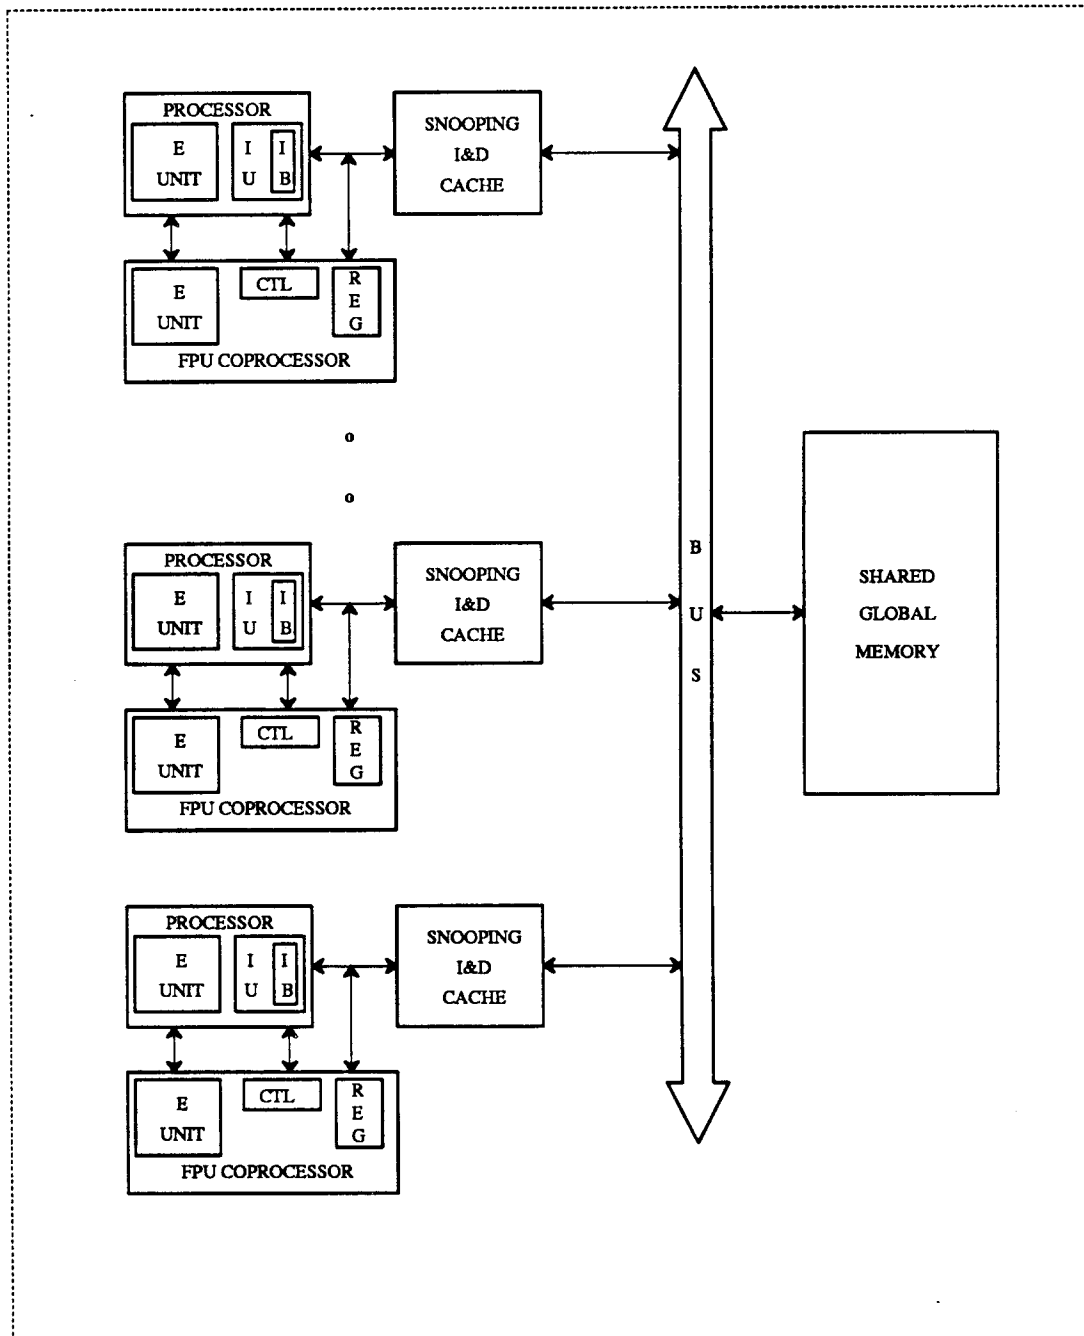 PROCESSOR
E
UNIT
I
U
I
B
SNOOPING
I&D
CACHE
E
UNIT
CTL
R
E
G
FPU COPROCESSOR
o
o
PROCESSOR
E
UNIT
I
U
I
B
SNOOPING
I&D
CACHE
E
UNIT
CTL
R
E
G
FPU COPROCESSOR
B
U
S
SHARED
GLOBAL
MEMORY
PROCESSOR
E
UNIT
I
U
I
B
SNOOPING
I&D
CACHE
E
UNIT
CTL
R
E
G
FPU COPROCESSOR